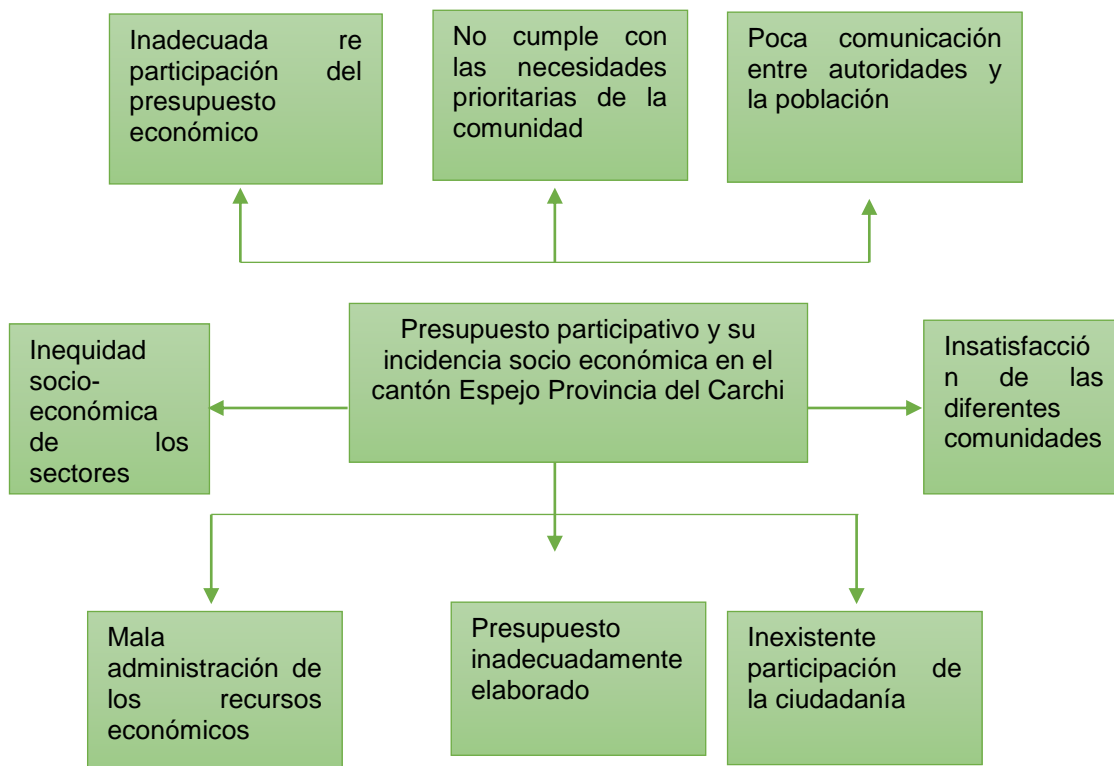 Inadecuada re
participación del
presupuesto
económico
No cumple con
las necesidades
prioritarias de la
comunidad
Poca comunicación
entre autoridades y
la población
Inequidad
socio-
económica
de los
sectores
Presupuesto participativo y su
incidencia socio económica en el
cantón Espejo Provincia del Carchi
Insatisfacció
n de las
diferentes
comunidades
Mala
administración de
los recursos
económicos
Presupuesto
inadecuadamente
elaborado
Inexistente
participación de
la ciudadanía